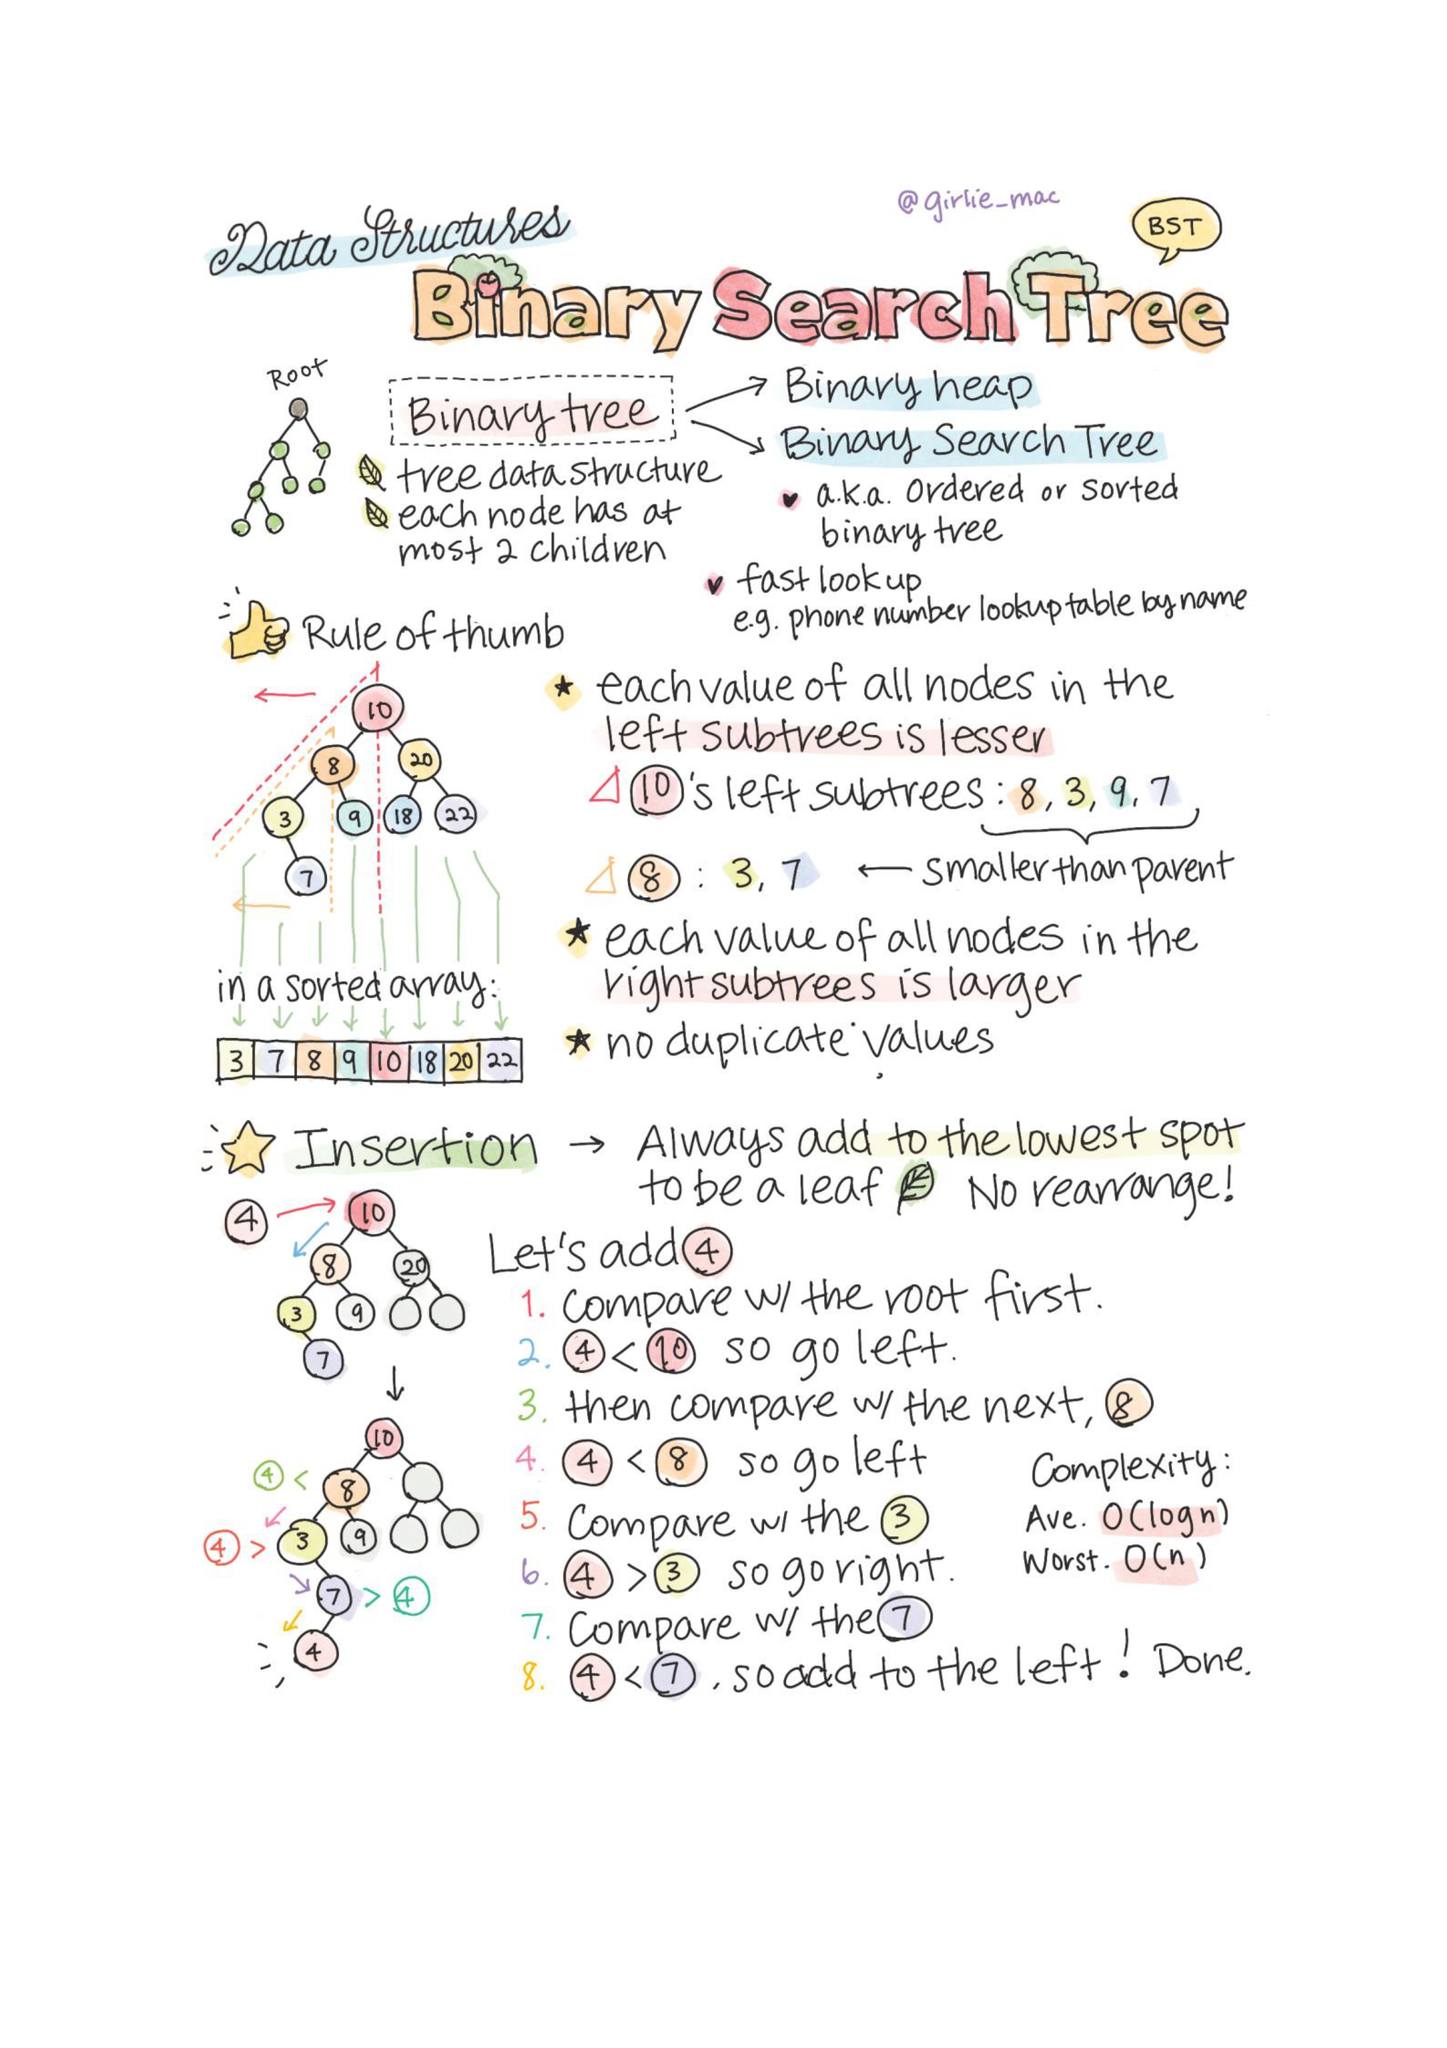 @girlie_mac
Data Structures
BST
Binary Search Tree
Root
Binary tree
tree data structure
each node has at
most 2 children
Binary heap
Binary Search Tree
a.k.a. Ordered or sorted
binary tree
fast look up
e.g. phone number lookup table by name
Rule of thumb
10
8
20
3
9
18
22
7
in a sorted array:
3 7 8 9 10 18 20 22
each value of all nodes in the
left subtrees is lesser
10's left subtrees: 8, 3, 9, 7
8 : 3, 7 ← smaller than parent
each value of all nodes in the
right subtrees is larger
no duplicate values
Insertion → Always add to the lowest spot
to be a leaf No rearrange!
4
10
8
20
3
9
7
10
4 <
8
4 >
3
9
7 > 4
4
Let's add 4
1. Compare w/ the root first.
2. 4 < 10 so go left.
3. then compare w/ the next, 8
4. 4 < 8 so go left
5. Compare w/ the 3
6. 4 > 3 so go right.
7. Compare w/ the 7
8. 4 < 7. so add to the left! Done.
Complexity:
Ave. O(logn)
Worst. O(n)